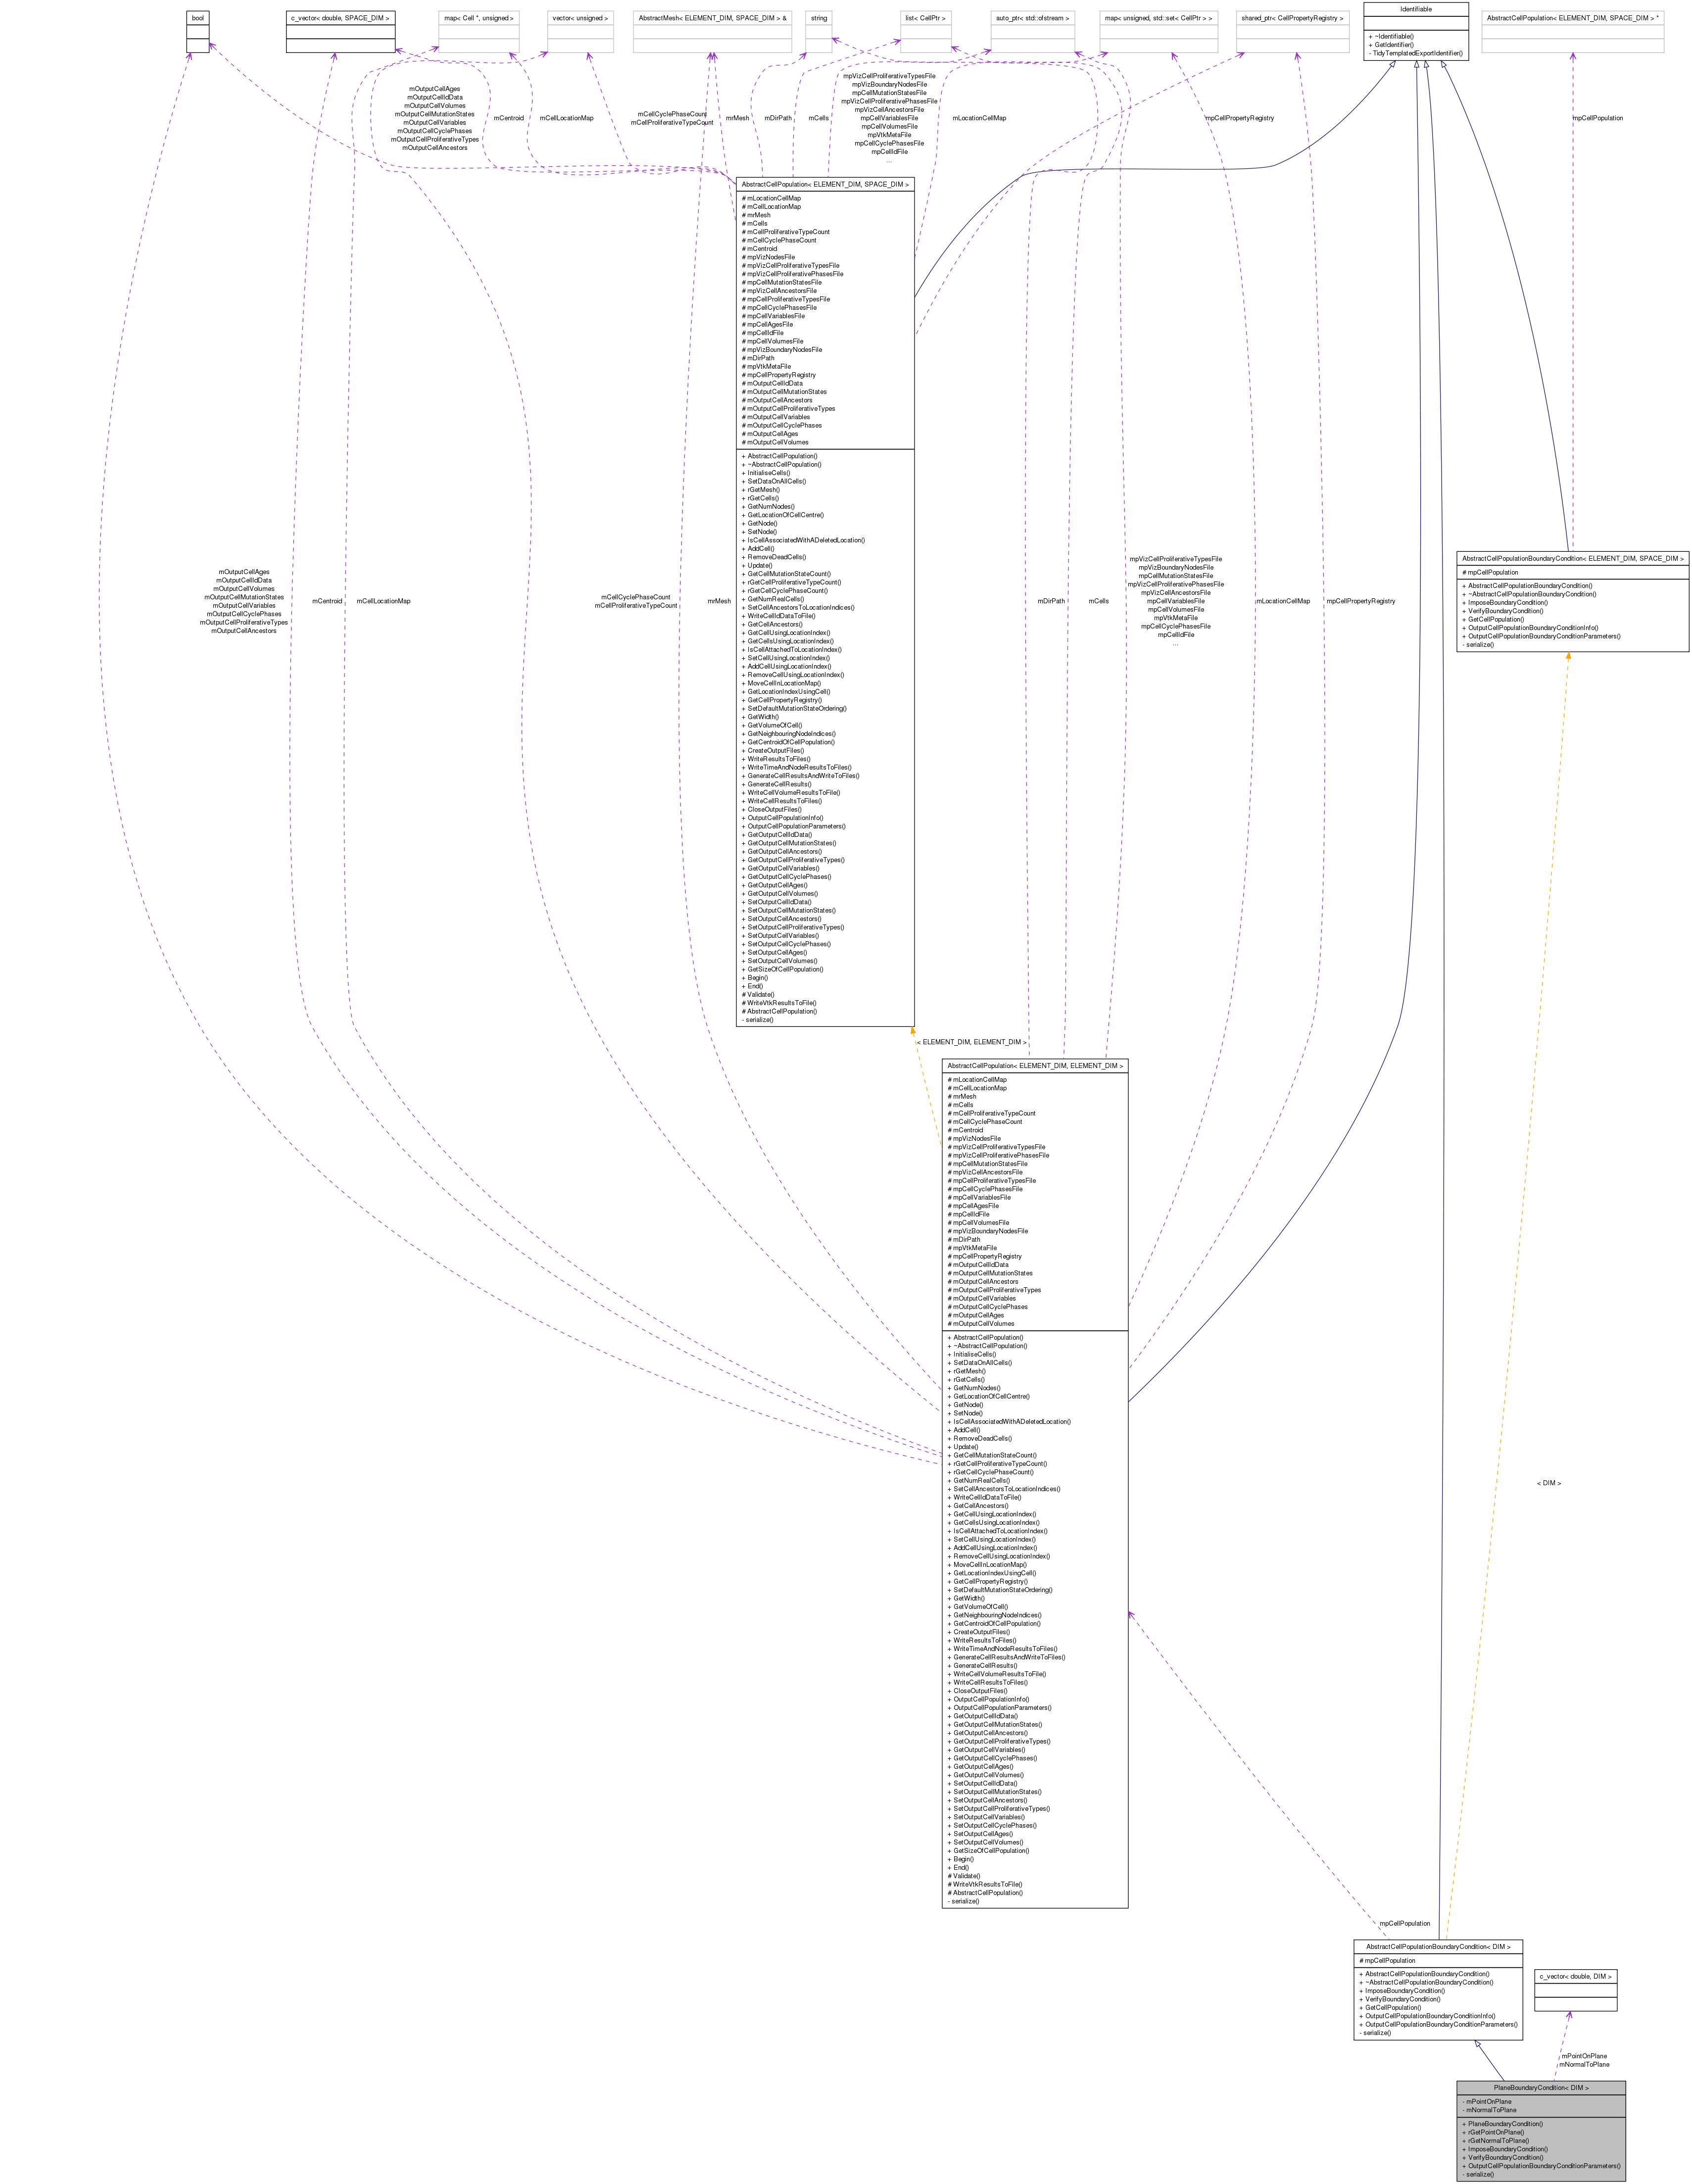 bool
c_vector< double, SPACE_DIM >
map< Cell *, unsigned >
vector< unsigned >
AbstractMesh< ELEMENT_DIM, SPACE_DIM > &
string
list< CellPtr >
auto_ptr< std::ofstream >
map< unsigned, std::set< CellPtr > >
shared_ptr< CellPropertyRegistry >
Identifiable
+ ~Identifiable()
+ GetIdentifier()
- TidyTemplatedExportIdentifier()
AbstractCellPopulation< ELEMENT_DIM, SPACE_DIM > *
mOutputCellAges
mOutputCellIdData
mOutputCellVolumes
mOutputCellMutationStates
mOutputCellVariables
mOutputCellCyclePhases
mOutputCellProliferativeTypes
mOutputCellAncestors
mCentroid
mCellLocationMap
mCellCyclePhaseCount
mCellProliferativeTypeCount
mrMesh
mDirPath
mCells
mpVizCellProliferativeTypesFile
mpVizBoundaryNodesFile
mpCellMutationStatesFile
mpVizCellProliferativePhasesFile
mpVizCellAncestorsFile
mpCellVariablesFile
mpCellVolumesFile
mpVtkMetaFile
mpCellCyclePhasesFile
mpCellIdFile
...
mLocationCellMap
mpCellPropertyRegistry
mpCellPopulation
AbstractCellPopulation< ELEMENT_DIM, SPACE_DIM >
# mLocationCellMap
# mCellLocationMap
# mrMesh
# mCells
# mCellProliferativeTypeCount
# mCellCyclePhaseCount
# mCentroid
# mpVizNodesFile
# mpVizCellProliferativeTypesFile
# mpVizCellProliferativePhasesFile
# mpCellMutationStatesFile
# mpVizCellAncestorsFile
# mpCellProliferativeTypesFile
# mpCellCyclePhasesFile
# mpCellVariablesFile
# mpCellAgesFile
# mpCellIdFile
# mpCellVolumesFile
# mpVizBoundaryNodesFile
# mDirPath
# mpVtkMetaFile
# mpCellPropertyRegistry
# mOutputCellIdData
# mOutputCellMutationStates
# mOutputCellAncestors
# mOutputCellProliferativeTypes
# mOutputCellVariables
# mOutputCellCyclePhases
# mOutputCellAges
# mOutputCellVolumes
+ AbstractCellPopulation()
+ ~AbstractCellPopulation()
+ InitialiseCells()
+ SetDataOnAllCells()
+ rGetMesh()
+ rGetCells()
+ GetNumNodes()
+ GetLocationOfCellCentre()
+ GetNode()
+ SetNode()
+ IsCellAssociatedWithADeletedLocation()
+ AddCell()
+ RemoveDeadCells()
+ Update()
+ GetCellMutationStateCount()
+ rGetCellProliferativeTypeCount()
+ rGetCellCyclePhaseCount()
+ GetNumRealCells()
+ SetCellAncestorsToLocationIndices()
+ WriteCellIdDataToFile()
+ GetCellAncestors()
+ GetCellUsingLocationIndex()
+ GetCellsUsingLocationIndex()
+ IsCellAttachedToLocationIndex()
+ SetCellUsingLocationIndex()
+ AddCellUsingLocationIndex()
+ RemoveCellUsingLocationIndex()
+ MoveCellInLocationMap()
+ GetLocationIndexUsingCell()
+ GetCellPropertyRegistry()
+ SetDefaultMutationStateOrdering()
+ GetWidth()
+ GetVolumeOfCell()
+ GetNeighbouringNodeIndices()
+ GetCentroidOfCellPopulation()
+ CreateOutputFiles()
+ WriteResultsToFiles()
+ WriteTimeAndNodeResultsToFiles()
+ GenerateCellResultsAndWriteToFiles()
+ GenerateCellResults()
+ WriteCellVolumeResultsToFile()
+ WriteCellResultsToFiles()
+ CloseOutputFiles()
+ OutputCellPopulationInfo()
+ OutputCellPopulationParameters()
+ GetOutputCellIdData()
+ GetOutputCellMutationStates()
+ GetOutputCellAncestors()
+ GetOutputCellProliferativeTypes()
+ GetOutputCellVariables()
+ GetOutputCellCyclePhases()
+ GetOutputCellAges()
+ GetOutputCellVolumes()
+ SetOutputCellIdData()
+ SetOutputCellMutationStates()
+ SetOutputCellAncestors()
+ SetOutputCellProliferativeTypes()
+ SetOutputCellVariables()
+ SetOutputCellCyclePhases()
+ SetOutputCellAges()
+ SetOutputCellVolumes()
+ GetSizeOfCellPopulation()
+ Begin()
+ End()
# Validate()
# WriteVtkResultsToFile()
# AbstractCellPopulation()
- serialize()
AbstractCellPopulationBoundaryCondition< ELEMENT_DIM, SPACE_DIM >
# mpCellPopulation
+ AbstractCellPopulationBoundaryCondition()
+ ~AbstractCellPopulationBoundaryCondition()
+ ImposeBoundaryCondition()
+ VerifyBoundaryCondition()
+ GetCellPopulation()
+ OutputCellPopulationBoundaryConditionInfo()
+ OutputCellPopulationBoundaryConditionParameters()
- serialize()
mOutputCellAges
mOutputCellIdData
mOutputCellVolumes
mOutputCellMutationStates
mOutputCellVariables
mOutputCellCyclePhases
mOutputCellProliferativeTypes
mOutputCellAncestors
mCentroid
mCellLocationMap
mCellCyclePhaseCount
mCellProliferativeTypeCount
mrMesh
mDirPath
mCells
mpVizCellProliferativeTypesFile
mpVizBoundaryNodesFile
mpCellMutationStatesFile
mpVizCellProliferativePhasesFile
mpVizCellAncestorsFile
mpCellVariablesFile
mpCellVolumesFile
mpVtkMetaFile
mpCellCyclePhasesFile
mpCellIdFile
...
mLocationCellMap
mpCellPropertyRegistry
< ELEMENT_DIM, ELEMENT_DIM >
AbstractCellPopulation< ELEMENT_DIM, ELEMENT_DIM >
# mLocationCellMap
# mCellLocationMap
# mrMesh
# mCells
# mCellProliferativeTypeCount
# mCellCyclePhaseCount
# mCentroid
# mpVizNodesFile
# mpVizCellProliferativeTypesFile
# mpVizCellProliferativePhasesFile
# mpCellMutationStatesFile
# mpVizCellAncestorsFile
# mpCellProliferativeTypesFile
# mpCellCyclePhasesFile
# mpCellVariablesFile
# mpCellAgesFile
# mpCellIdFile
# mpCellVolumesFile
# mpVizBoundaryNodesFile
# mDirPath
# mpVtkMetaFile
# mpCellPropertyRegistry
# mOutputCellIdData
# mOutputCellMutationStates
# mOutputCellAncestors
# mOutputCellProliferativeTypes
# mOutputCellVariables
# mOutputCellCyclePhases
# mOutputCellAges
# mOutputCellVolumes
+ AbstractCellPopulation()
+ ~AbstractCellPopulation()
+ InitialiseCells()
+ SetDataOnAllCells()
+ rGetMesh()
+ rGetCells()
+ GetNumNodes()
+ GetLocationOfCellCentre()
+ GetNode()
+ SetNode()
+ IsCellAssociatedWithADeletedLocation()
+ AddCell()
+ RemoveDeadCells()
+ Update()
+ GetCellMutationStateCount()
+ rGetCellProliferativeTypeCount()
+ rGetCellCyclePhaseCount()
+ GetNumRealCells()
+ SetCellAncestorsToLocationIndices()
+ WriteCellIdDataToFile()
+ GetCellAncestors()
+ GetCellUsingLocationIndex()
+ GetCellsUsingLocationIndex()
+ IsCellAttachedToLocationIndex()
+ SetCellUsingLocationIndex()
+ AddCellUsingLocationIndex()
+ RemoveCellUsingLocationIndex()
+ MoveCellInLocationMap()
+ GetLocationIndexUsingCell()
+ GetCellPropertyRegistry()
+ SetDefaultMutationStateOrdering()
+ GetWidth()
+ GetVolumeOfCell()
+ GetNeighbouringNodeIndices()
+ GetCentroidOfCellPopulation()
+ CreateOutputFiles()
+ WriteResultsToFiles()
+ WriteTimeAndNodeResultsToFiles()
+ GenerateCellResultsAndWriteToFiles()
+ GenerateCellResults()
+ WriteCellVolumeResultsToFile()
+ WriteCellResultsToFiles()
+ CloseOutputFiles()
+ OutputCellPopulationInfo()
+ OutputCellPopulationParameters()
+ GetOutputCellIdData()
+ GetOutputCellMutationStates()
+ GetOutputCellAncestors()
+ GetOutputCellProliferativeTypes()
+ GetOutputCellVariables()
+ GetOutputCellCyclePhases()
+ GetOutputCellAges()
+ GetOutputCellVolumes()
+ SetOutputCellIdData()
+ SetOutputCellMutationStates()
+ SetOutputCellAncestors()
+ SetOutputCellProliferativeTypes()
+ SetOutputCellVariables()
+ SetOutputCellCyclePhases()
+ SetOutputCellAges()
+ SetOutputCellVolumes()
+ GetSizeOfCellPopulation()
+ Begin()
+ End()
# Validate()
# WriteVtkResultsToFile()
# AbstractCellPopulation()
- serialize()
< DIM >
mpCellPopulation
AbstractCellPopulationBoundaryCondition< DIM >
# mpCellPopulation
+ AbstractCellPopulationBoundaryCondition()
+ ~AbstractCellPopulationBoundaryCondition()
+ ImposeBoundaryCondition()
+ VerifyBoundaryCondition()
+ GetCellPopulation()
+ OutputCellPopulationBoundaryConditionInfo()
+ OutputCellPopulationBoundaryConditionParameters()
- serialize()
c_vector< double, DIM >
mPointOnPlane
mNormalToPlane
PlaneBoundaryCondition< DIM >
- mPointOnPlane
- mNormalToPlane
+ PlaneBoundaryCondition()
+ rGetPointOnPlane()
+ rGetNormalToPlane()
+ ImposeBoundaryCondition()
+ VerifyBoundaryCondition()
+ OutputCellPopulationBoundaryConditionParameters()
- serialize()